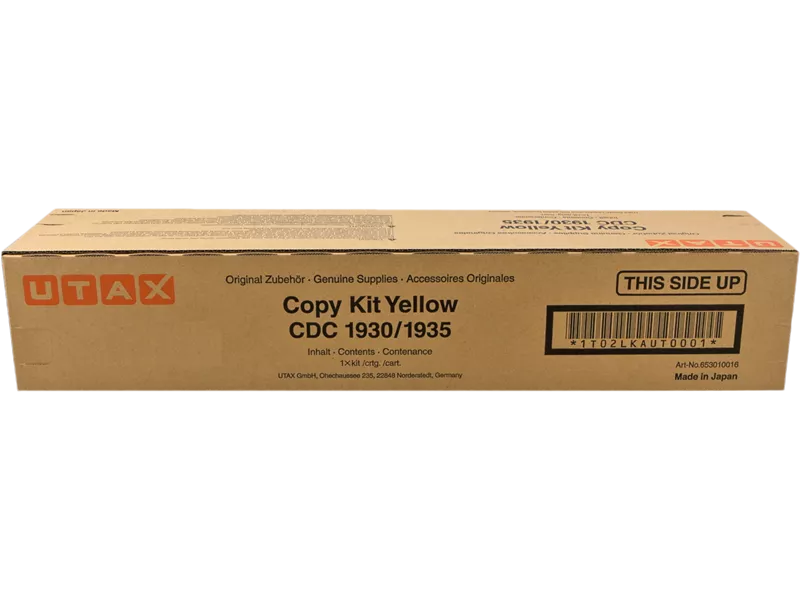 Copy Kit Yellow
CDC 1930/1935
UTAX
UTAX
Original Zubehör · Genuine Supplies · Accessoires Originales
Copy Kit Yellow
CDC 1930/1935
Inhalt · Contents · Contenance
1×kit /crtg. /cart.
UTAX GmbH, Ohechaussee 235, 22848 Norderstedt, Germany
THIS SIDE UP
*1T02LKAUT0001*
Art-No.653010016
Made in Japan